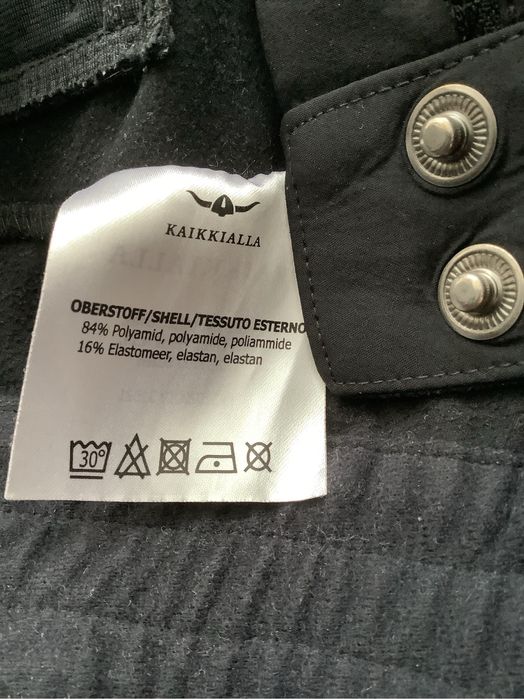 KAIKKIALLA
OBERSTOFF/SHELL/TESSUTO ESTERNO
84% Polyamid, polyamide, poliammide
16% Elastomeer, elastan, elastan
30°